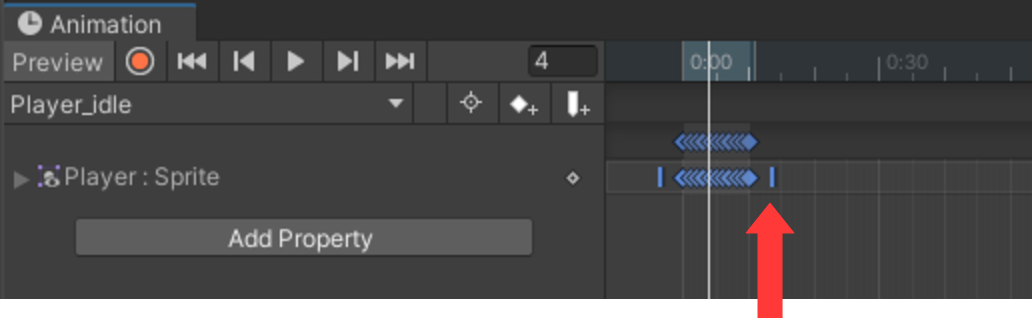 Animation
Preview 4 0:00 0:30
Player_idle
Player : Sprite
Add Property